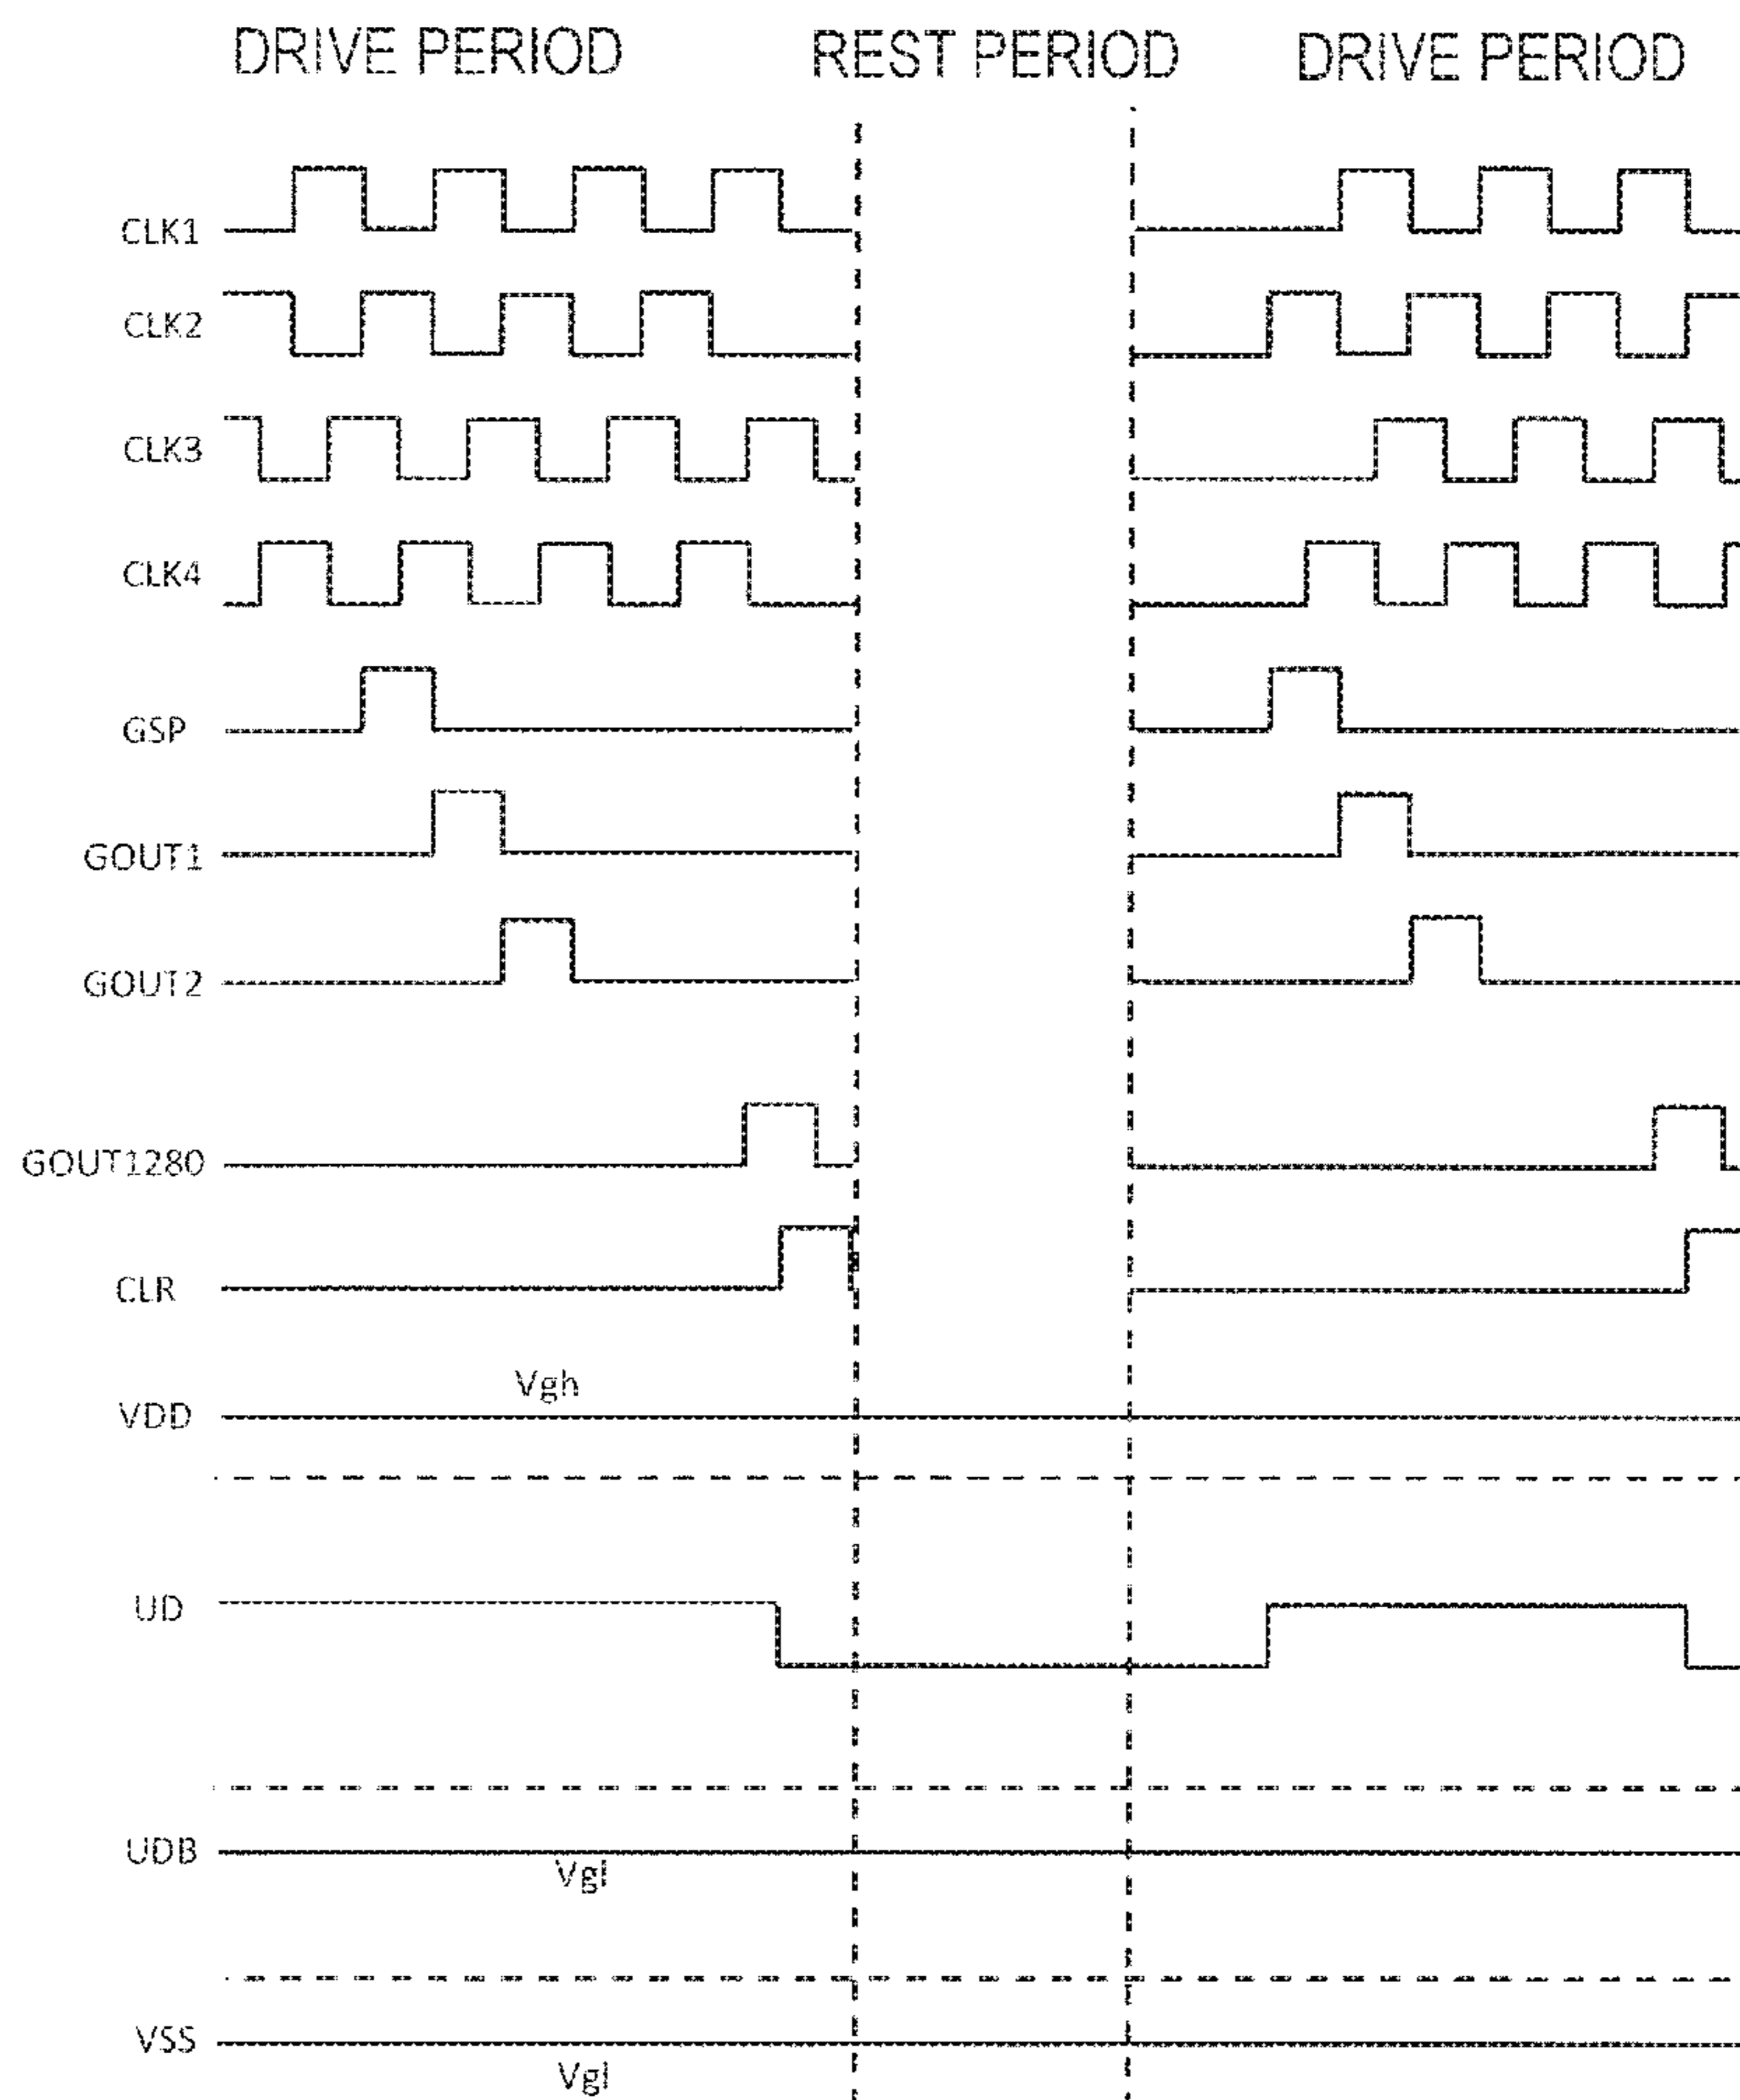 DRIVE PERIOD REST PERIOD DRIVE PERIOD
CLK1
CLK2
CLK3
CLK4
GSP
GOUT1
GOUT2
GOUT1280
CLR
Vgh
VDD
UD
UDB
Vgl
VSS
Vgl